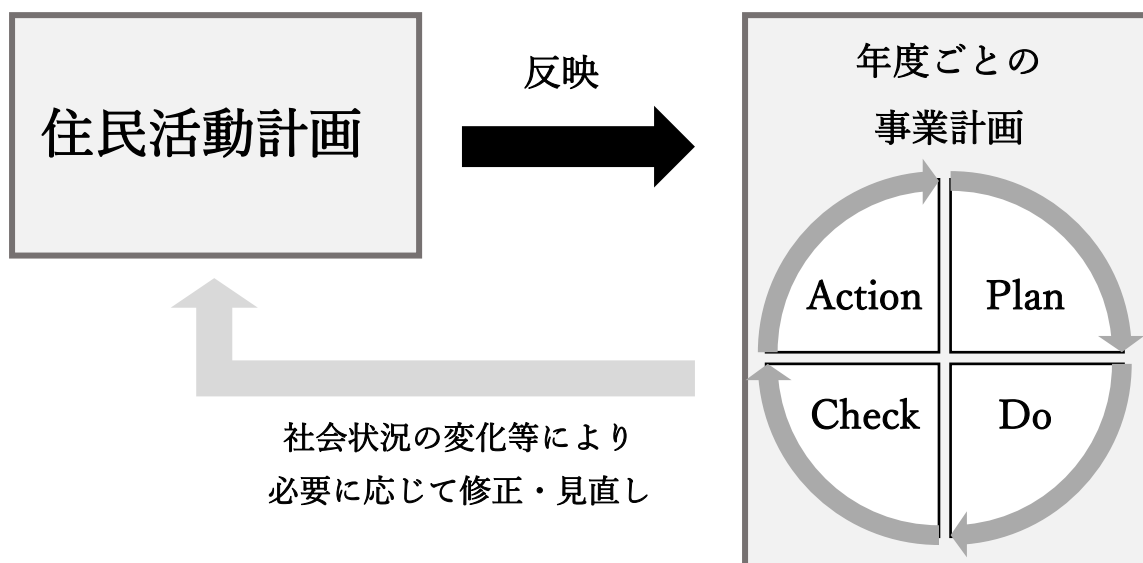 住民活動計画
反映
年度ごとの
事業計画
Action
Plan
Check
Do
社会状況の変化等により
必要に応じて修正・見直し